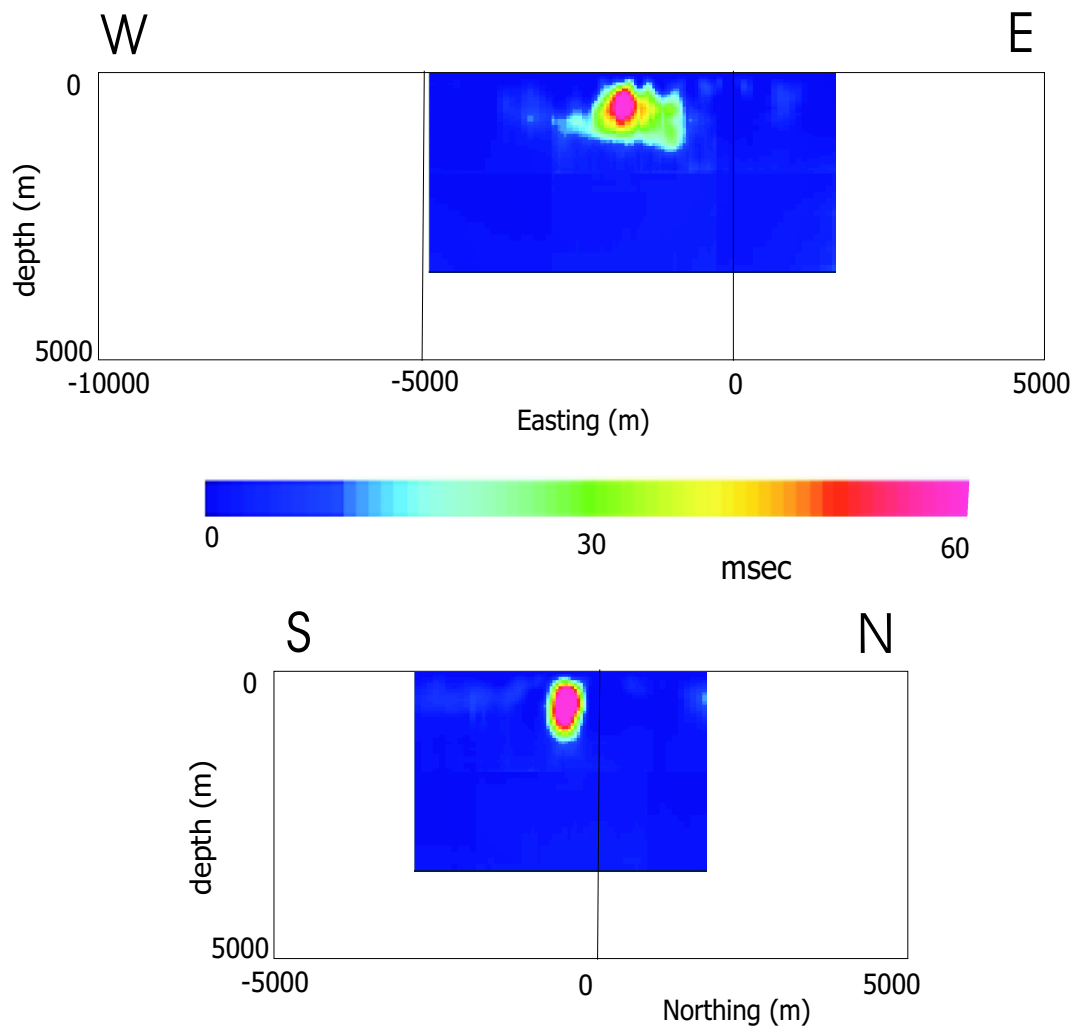 W E
0
depth (m)
5000
-10000 -5000 0 5000
Easting (m)
0 30 60
msec
S N
0
depth (m)
5000
-5000 0 5000
Northing (m)